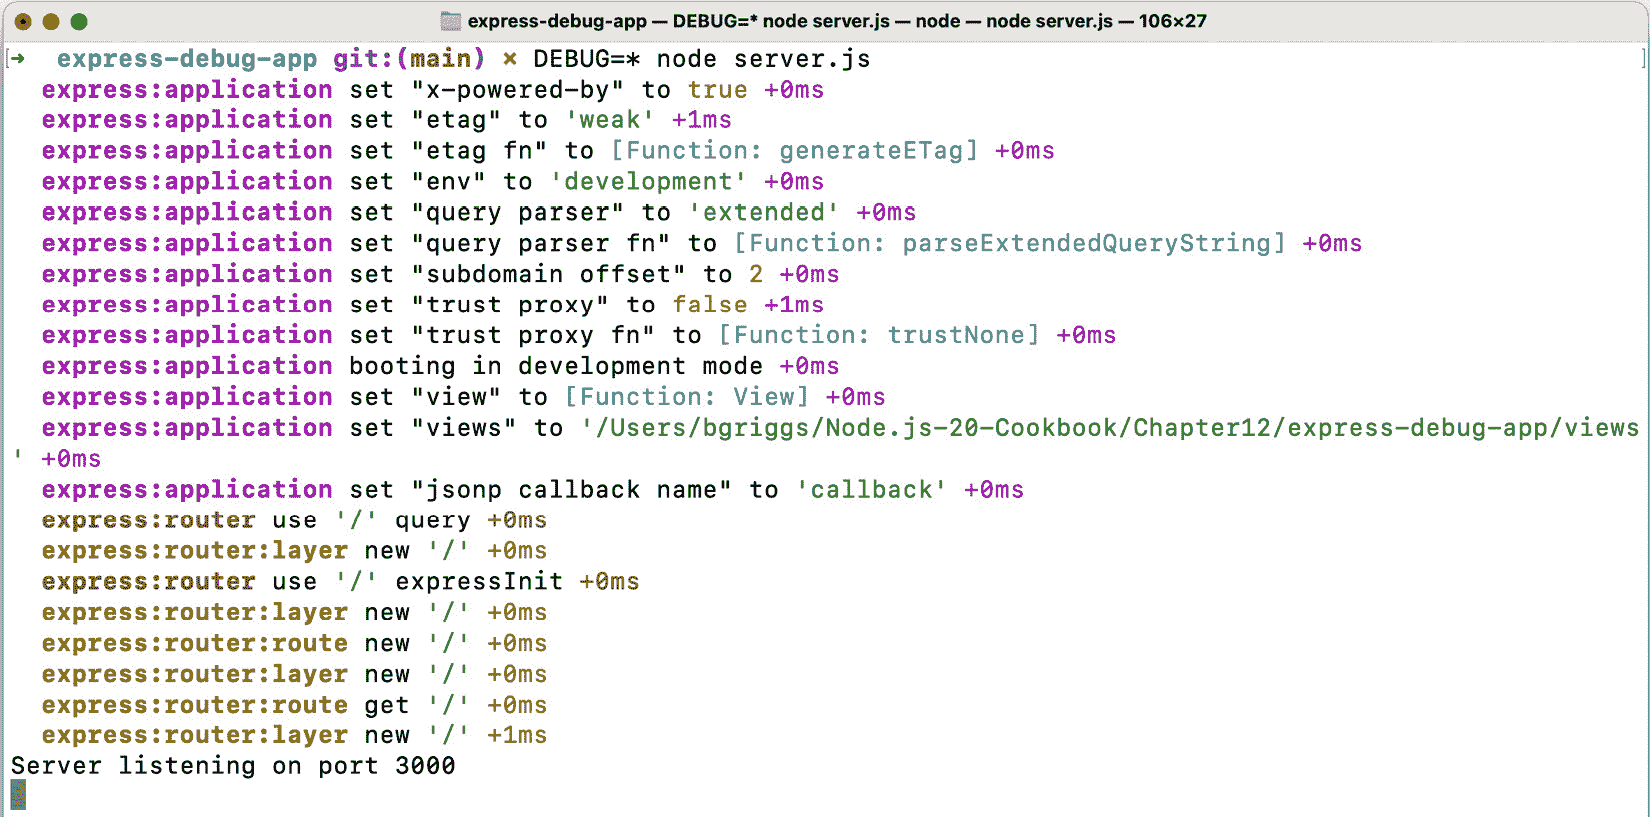 express-debug-app — DEBUG=* node server.js — node — node server.js — 106×27
[➜ express-debug-app git:(main) × DEBUG=* node server.js ]
express:application set "x-powered-by" to true +0ms
express:application set "etag" to 'weak' +1ms
express:application set "etag fn" to [Function: generateETag] +0ms
express:application set "env" to 'development' +0ms
express:application set "query parser" to 'extended' +0ms
express:application set "query parser fn" to [Function: parseExtendedQueryString] +0ms
express:application set "subdomain offset" to 2 +0ms
express:application set "trust proxy" to false +1ms
express:application set "trust proxy fn" to [Function: trustNone] +0ms
express:application booting in development mode +0ms
express:application set "view" to [Function: View] +0ms
express:application set "views" to '/Users/bgriggs/Node.js-20-Cookbook/Chapter12/express-debug-app/views
' +0ms
express:application set "jsonp callback name" to 'callback' +0ms
express:router use '/' query +0ms
express:router:layer new '/' +0ms
express:router use '/' expressInit +0ms
express:router:layer new '/' +0ms
express:router:route new '/' +0ms
express:router:layer new '/' +0ms
express:router:route get '/' +0ms
express:router:layer new '/' +1ms
Server listening on port 3000